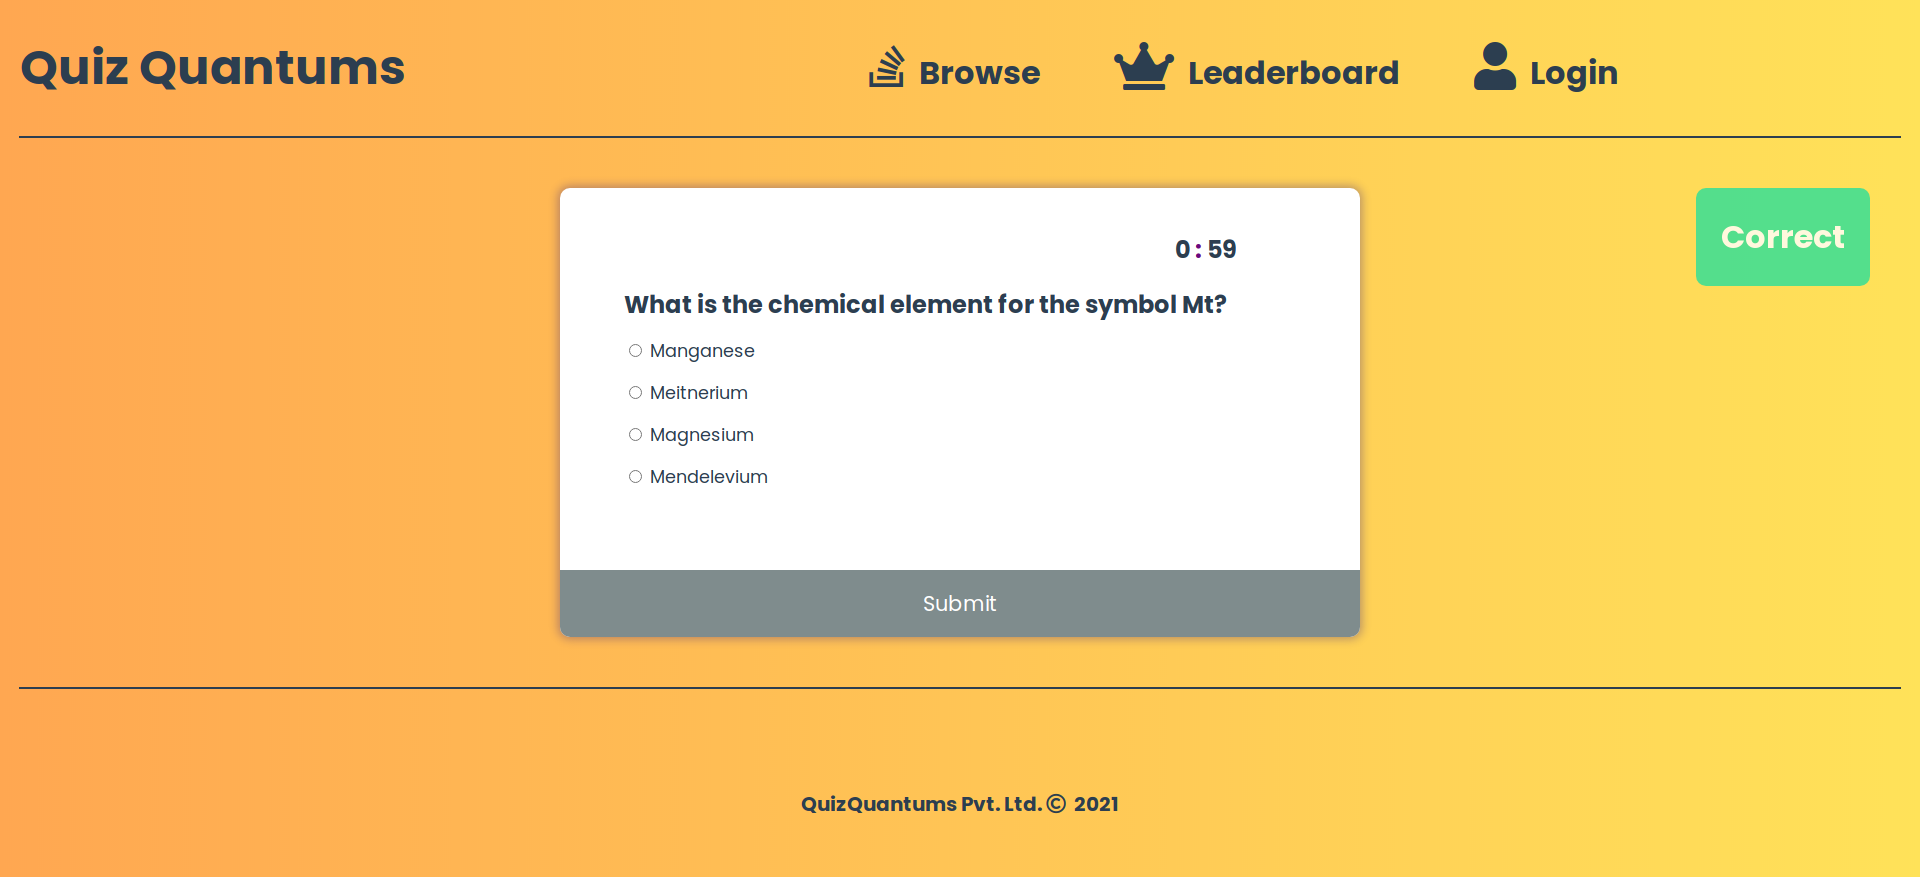 Quiz Quantums
Browse
Leaderboard
Login
Correct
0 : 59
What is the chemical element for the symbol Mt?
Manganese
Meitnerium
Magnesium
Mendelevium
Submit
QuizQuantums Pvt. Ltd. © 2021